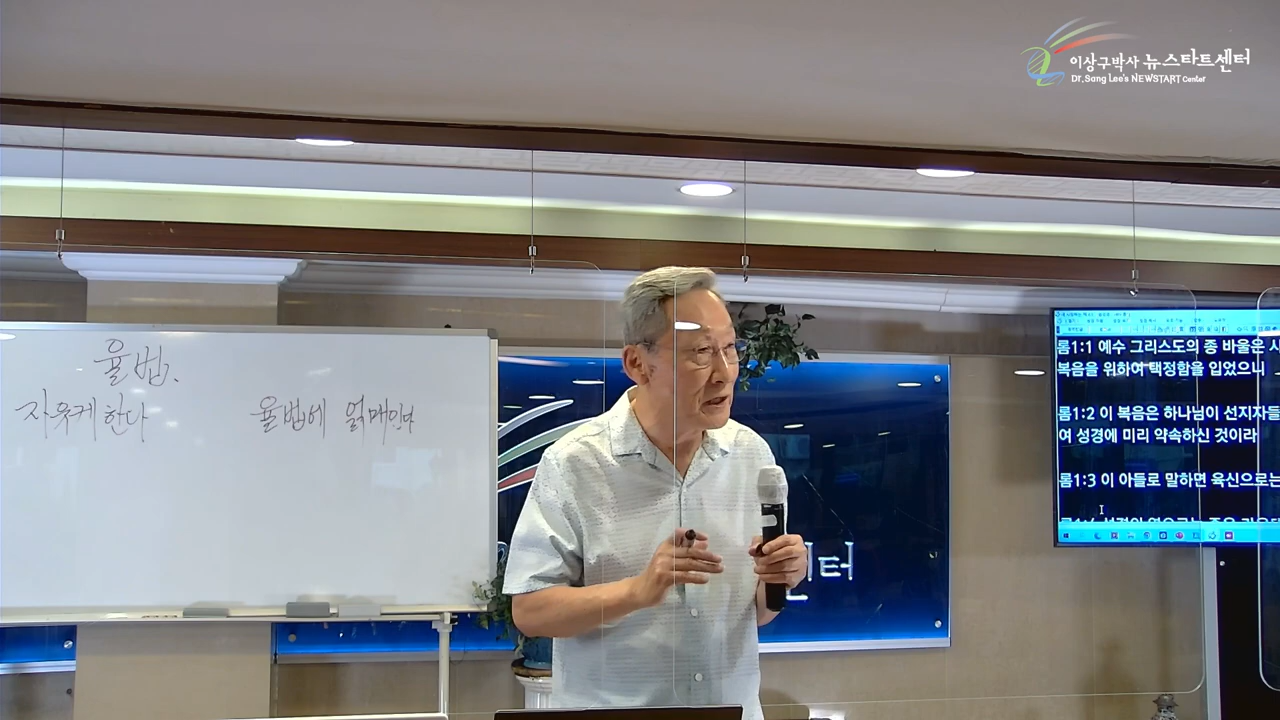 이상구박사 뉴스타트센터
Dr. Sang Lee's NEWSTART Center
율법.
자유케한다
율법에 얽매인다
롬1:1 예수 그리스도의 종 바울은 사
복음을 위하여 택정함을 입었으니
롬1:2 이 복음은 하나님이 선지자들
여 성경에 미리 약속하신 것이라
롬1:3 이 아들로 말하면 육신으로는
터